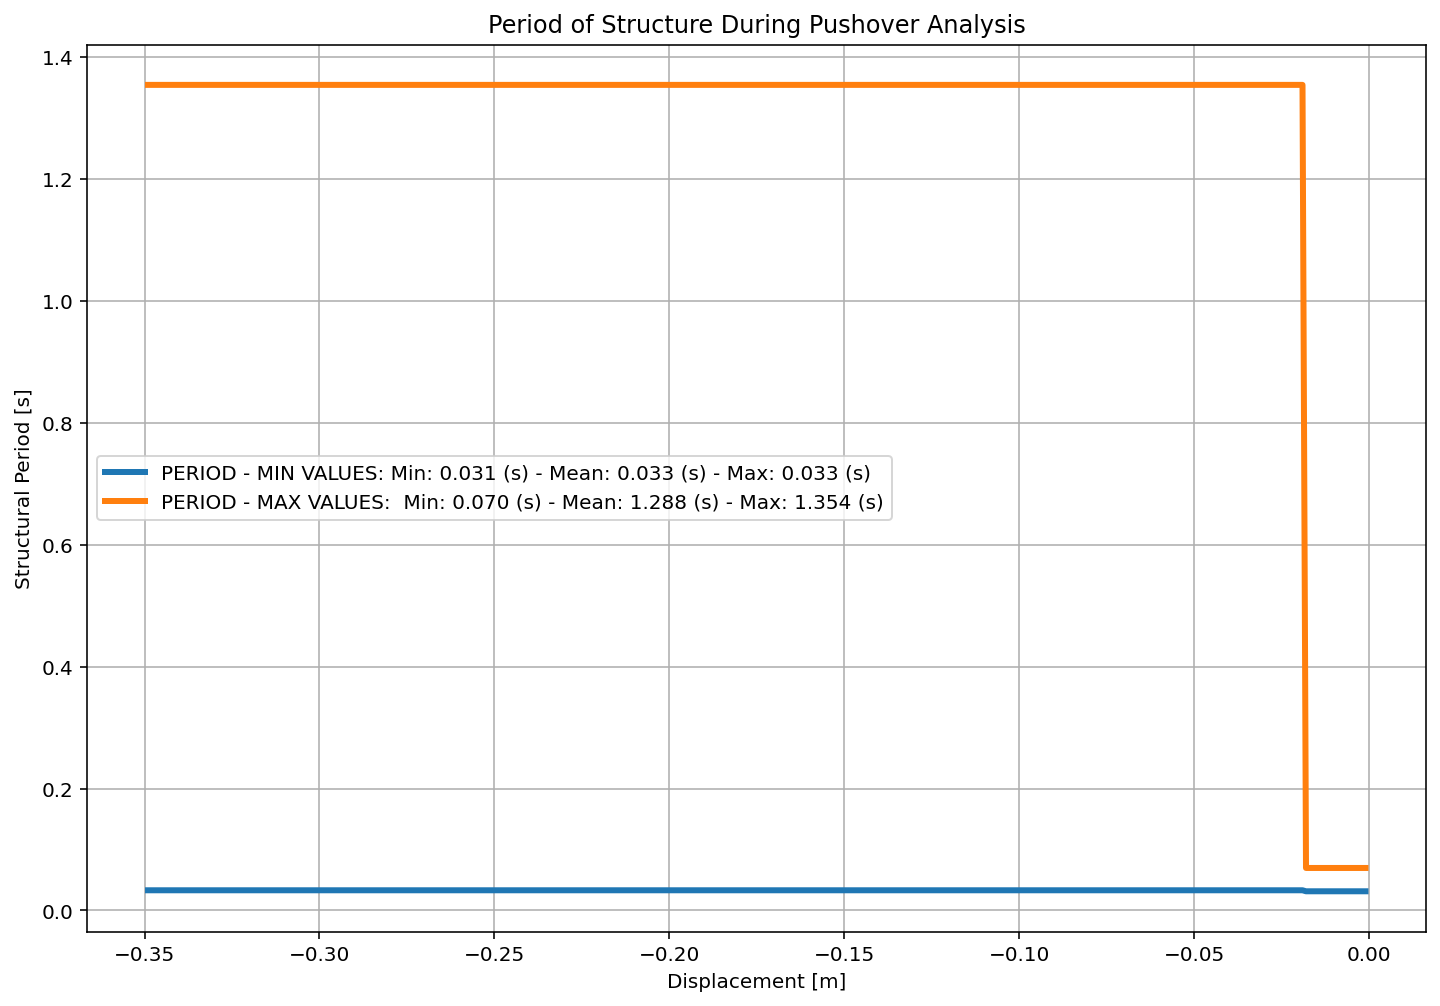 Period of Structure During Pushover Analysis
1.4
1.2
1.0
0.8
0.6
0.4
0.2
0.0
Structural Period [s]
PERIOD - MIN VALUES: Min: 0.031 (s) - Mean: 0.033 (s) - Max: 0.033 (s)
PERIOD - MAX VALUES:  Min: 0.070 (s) - Mean: 1.288 (s) - Max: 1.354 (s)
−0.35 −0.30 −0.25 −0.20 −0.15 −0.10 −0.05 0.00
Displacement [m]